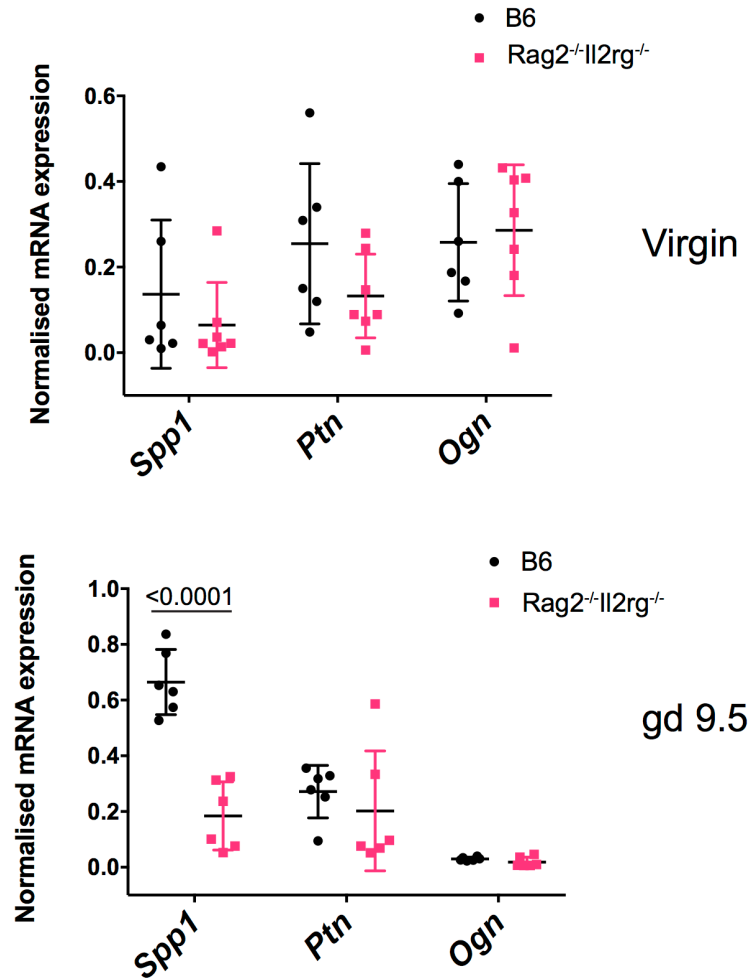 B6
Rag2-/-Il2rg-/-
Normalised mRNA expression
0.6
0.4
0.2
0.0
Spp1
Ptn
Ogn
Virgin
B6
Rag2-/-Il2rg-/-
Normalised mRNA expression
1.0
0.8
0.6
0.4
0.2
0.0
<0.0001
Spp1
Ptn
Ogn
gd 9.5